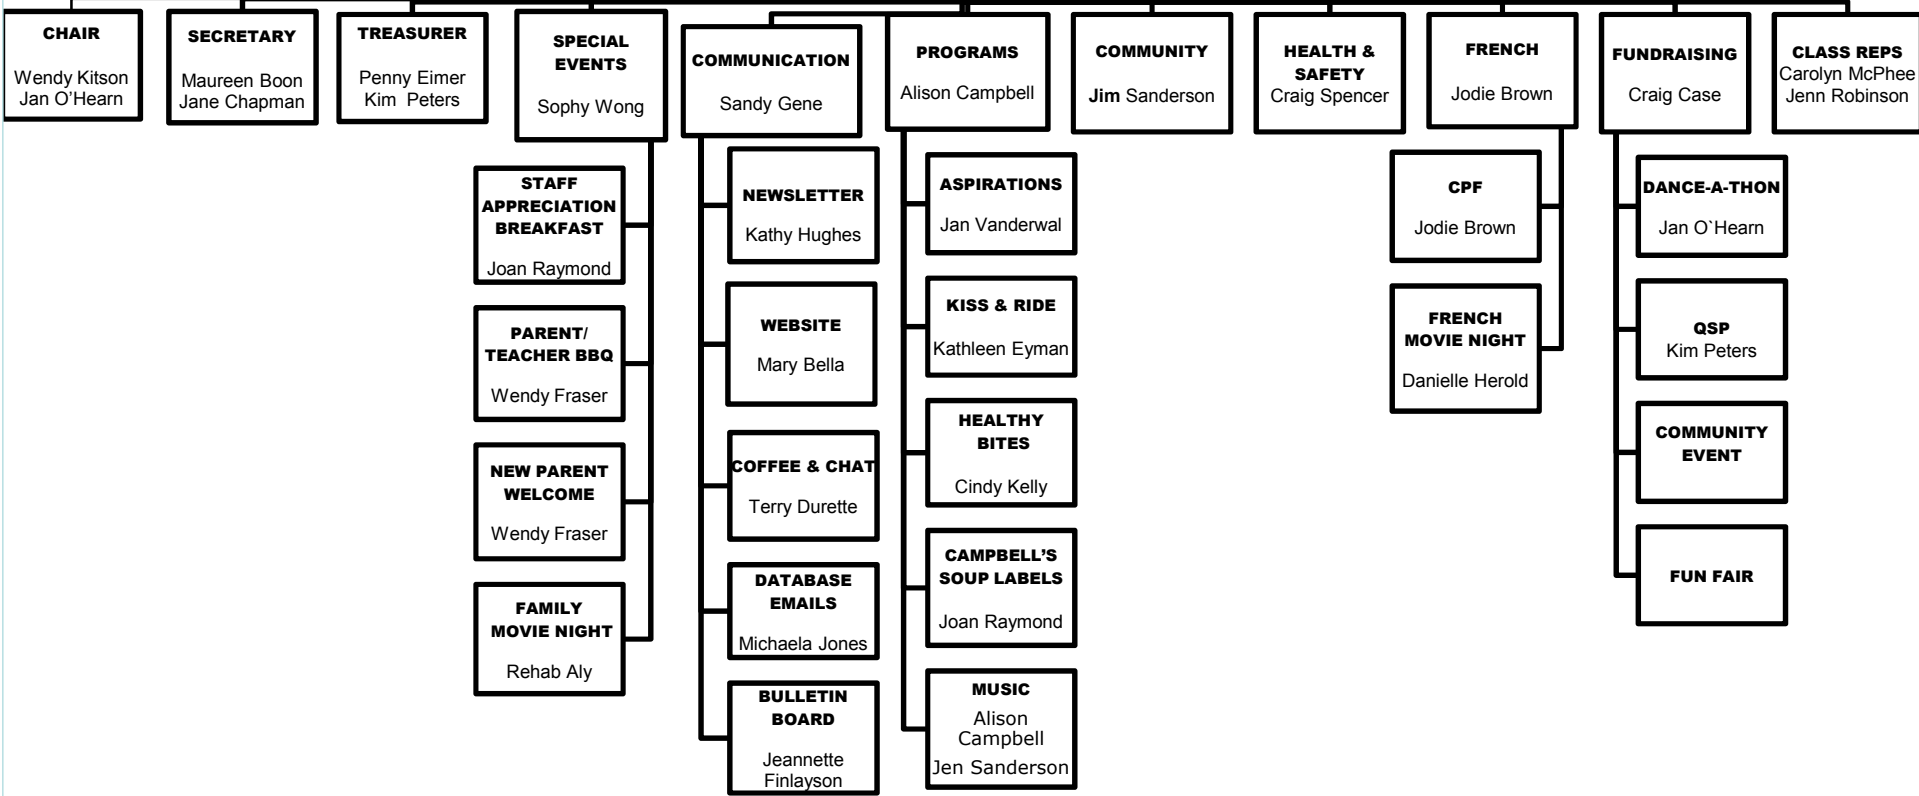 CHAIR
Wendy Kitson
Jan O'Hearn
SECRETARY
Maureen Boon
Jane Chapman
TREASURER
Penny Eimer
Kim Peters
SPECIAL
EVENTS
Sophy Wong
COMMUNICATION
Sandy Gene
PROGRAMS
Alison Campbell
COMMUNITY
Jim Sanderson
HEALTH &
SAFETY
Craig Spencer
FRENCH
Jodie Brown
FUNDRAISING
Craig Case
CLASS REPS
Carolyn McPhee
Jenn Robinson
STAFF
APPRECIATION
BREAKFAST
Joan Raymond
PARENT/
TEACHER BBQ
Wendy Fraser
NEW PARENT
WELCOME
Wendy Fraser
FAMILY
MOVIE NIGHT
Rehab Aly
NEWSLETTER
Kathy Hughes
WEBSITE
Mary Bella
COFFEE & CHAT
Terry Durette
DATABASE
EMAILS
Michaela Jones
BULLETIN
BOARD
Jeannette
Finlayson
ASPIRATIONS
Jan Vanderwal
KISS & RIDE
Kathleen Eyman
HEALTHY
BITES
Cindy Kelly
CAMPBELL'S
SOUP LABELS
Joan Raymond
MUSIC
Alison
Campbell
Jen Sanderson
CPF
Jodie Brown
FRENCH
MOVIE NIGHT
Danielle Herold
DANCE-A-THON
Jan O`Hearn
QSP
Kim Peters
COMMUNITY
EVENT
FUN FAIR